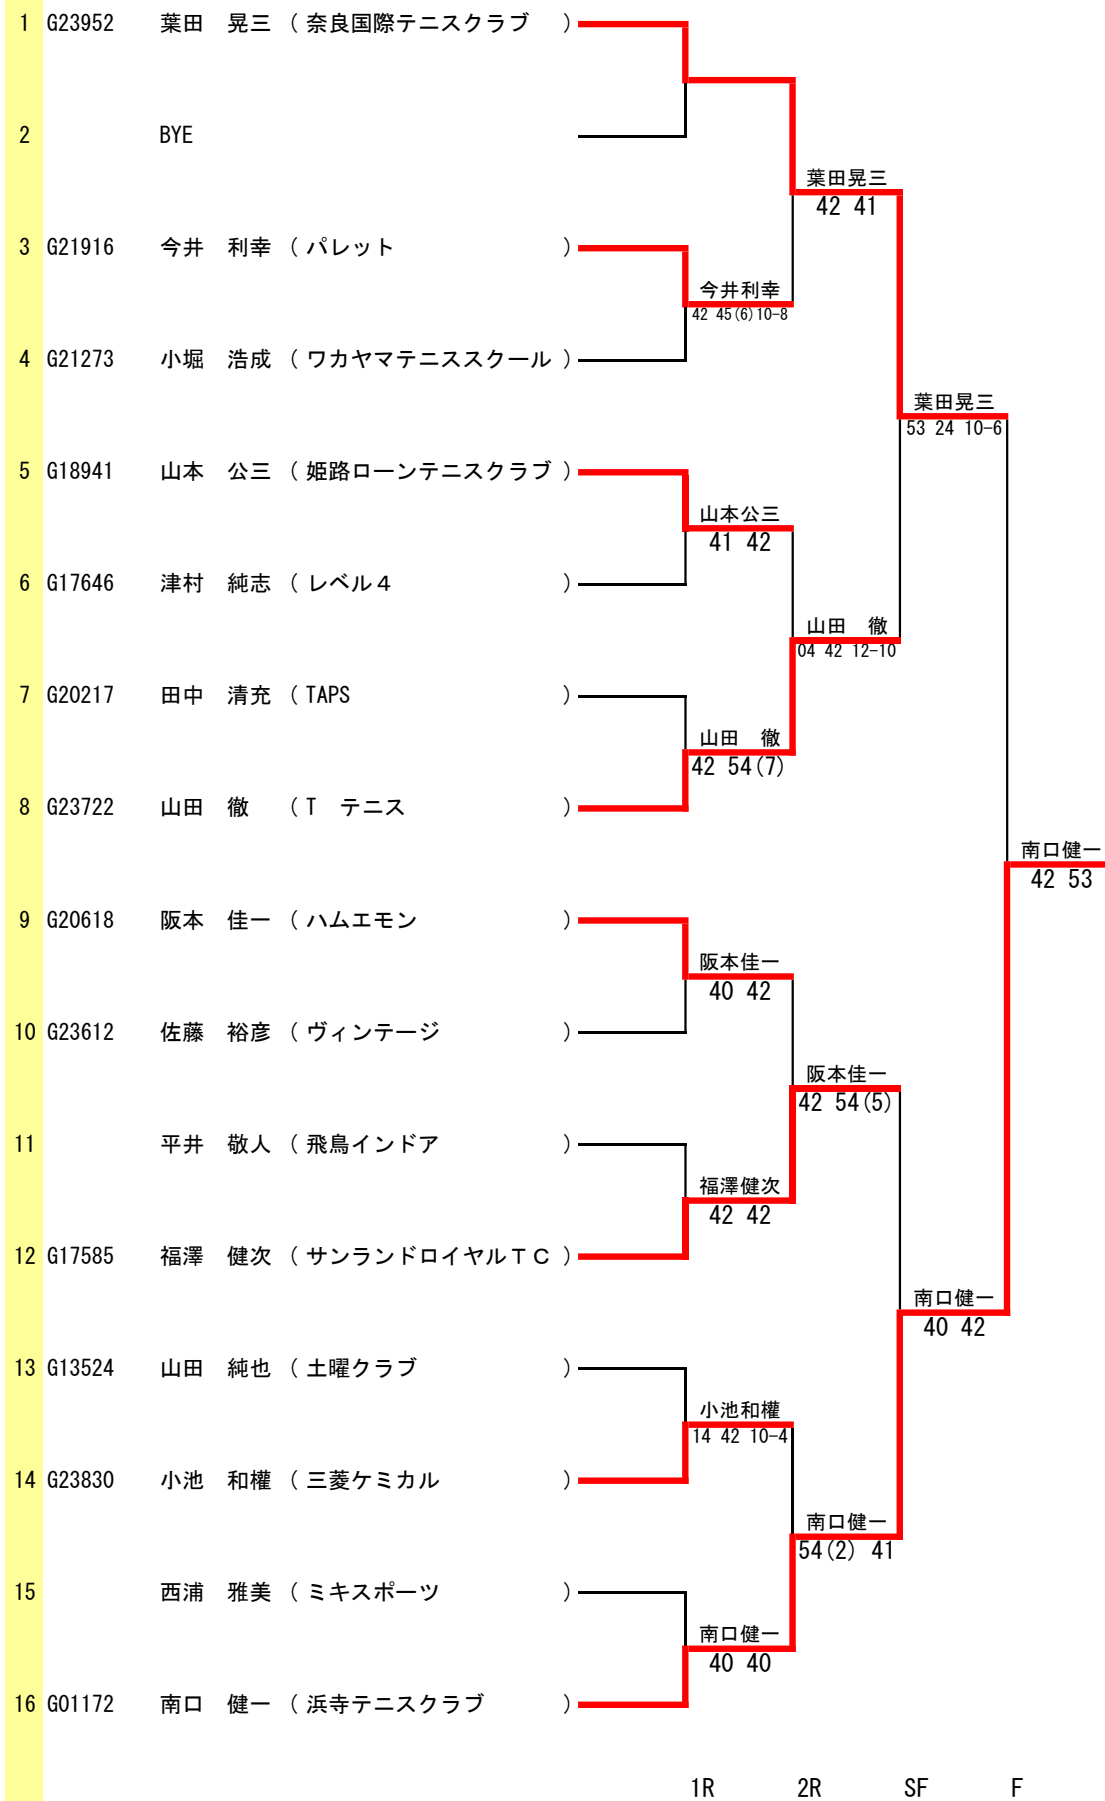 1 G23952 葉田 晃三 ( 奈良国際テニスクラブ )
2 BYE
葉田晃三
42 41
3 G21916 今井 利幸 ( パレット )
今井利幸
42 45(6)10-8
4 G21273 小堀 浩成 ( ワカヤマテニススクール )
葉田晃三
53 24 10-6
5 G18941 山本 公三 ( 姫路ローンテニスクラブ )
山本公三
41 42
6 G17646 津村 純志 ( レベル4 )
山田 徹
04 42 12-10
7 G20217 田中 清充 ( TAPS )
山田 徹
42 54(7)
8 G23722 山田 徹 ( T テニス )
南口健一
42 53
9 G20618 阪本 佳一 ( ハムエモン )
阪本佳一
40 42
10 G23612 佐藤 裕彦 ( ヴィンテージ )
阪本佳一
42 54(5)
11 平井 敬人 ( 飛鳥インドア )
福澤健次
42 42
12 G17585 福澤 健次 ( サンランドロイヤルTC )
南口健一
40 42
13 G13524 山田 純也 ( 土曜クラブ )
小池和權
14 42 10-4
14 G23830 小池 和權 ( 三菱ケミカル )
南口健一
54(2) 41
15 西浦 雅美 ( ミキスポーツ )
南口健一
40 40
16 G01172 南口 健一 ( 浜寺テニスクラブ )
1R 2R SF F